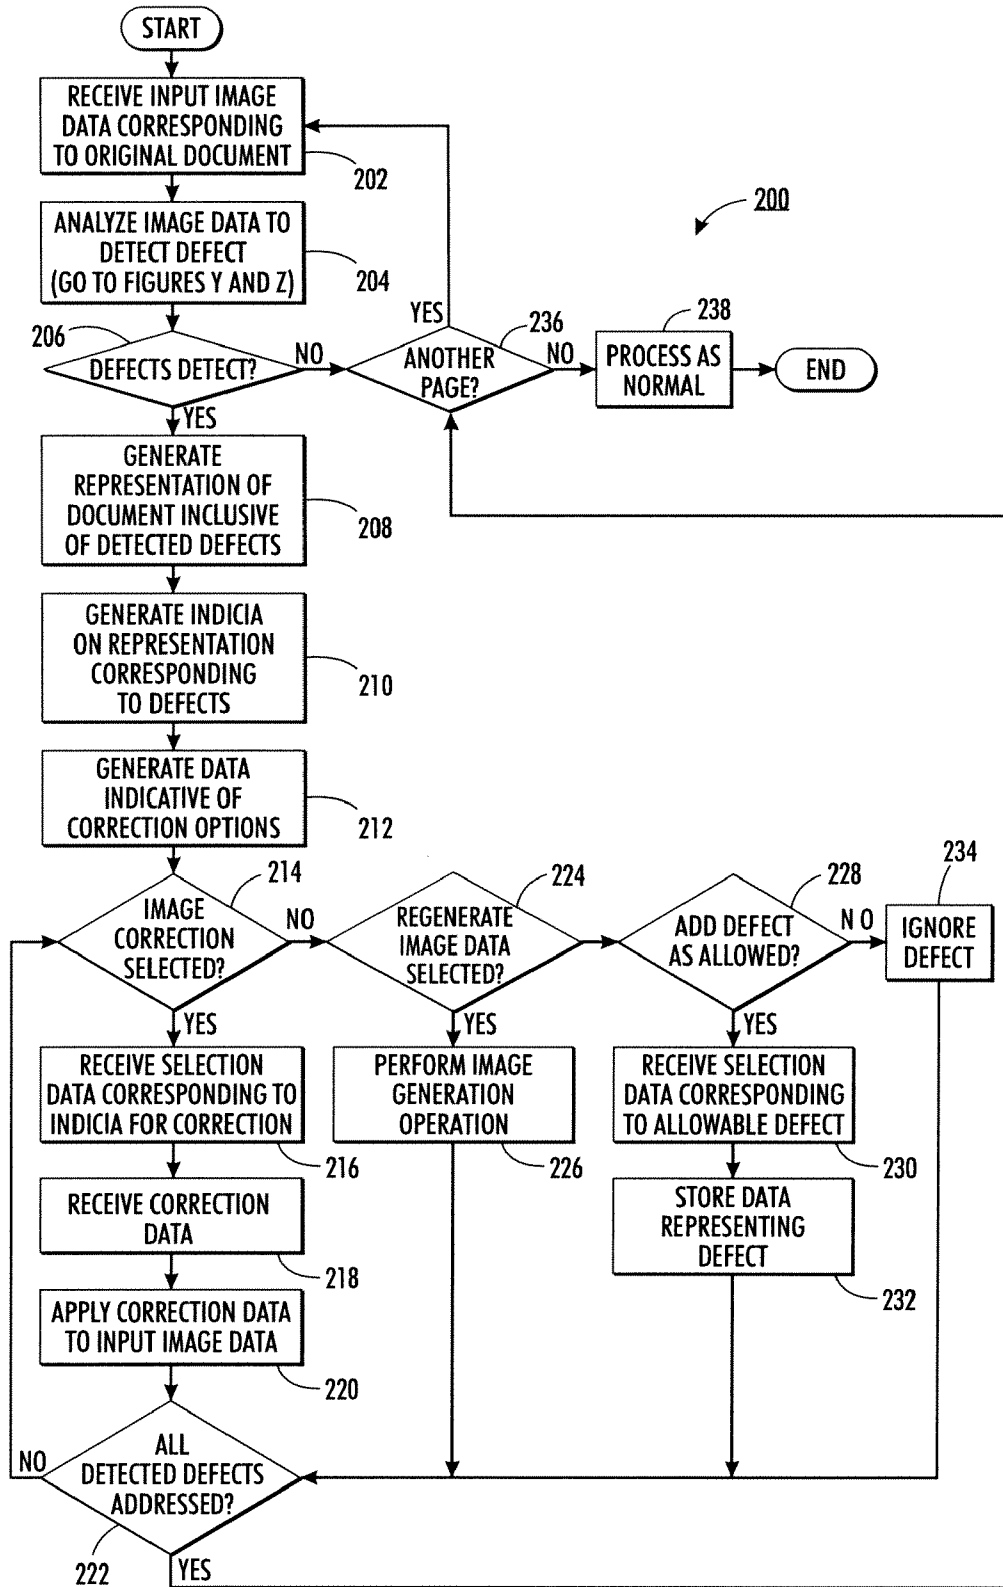 START
RECEIVE INPUT IMAGE
DATA CORRESPONDING
TO ORIGINAL DOCUMENT
202
200
ANALYZE IMAGE DATA TO
DETECT DEFECT
(GO TO FIGURES Y AND Z)
204
206
DEFECTS DETECT?
NO
YES
YES
236
ANOTHER
PAGE?
NO
238
PROCESS AS
NORMAL
END
GENERATE
REPRESENTATION OF
DOCUMENT INCLUSIVE
OF DETECTED DEFECTS
208
GENERATE INDICIA
ON REPRESENTATION
CORRESPONDING
TO DEFECTS
210
GENERATE DATA
INDICATIVE OF
CORRECTION OPTIONS
212
214
IMAGE
CORRECTION
SELECTED?
NO
YES
224
REGENERATE
IMAGE DATA
SELECTED?
YES
228
ADD DEFECT
AS ALLOWED?
N O
YES
234
IGNORE
DEFECT
RECEIVE SELECTION
DATA CORRESPONDING TO
INDICIA FOR CORRECTION
216
PERFORM IMAGE
GENERATION
OPERATION
226
RECEIVE SELECTION
DATA CORRESPONDING
TO ALLOWABLE DEFECT
230
RECEIVE CORRECTION
DATA
218
STORE DATA
REPRESENTING
DEFECT
232
APPLY CORRECTION DATA
TO INPUT IMAGE DATA
220
NO
ALL
DETECTED DEFECTS
ADDRESSED?
222
YES